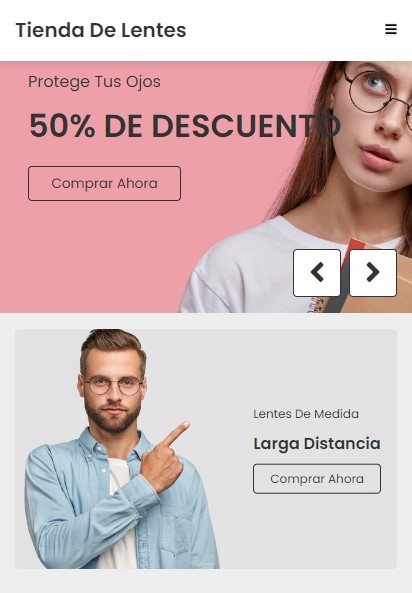 Tienda De Lentes
Protege Tus Ojos
50% DE DESCUENTO
Comprar Ahora
Lentes De Medida
Larga Distancia
Comprar Ahora